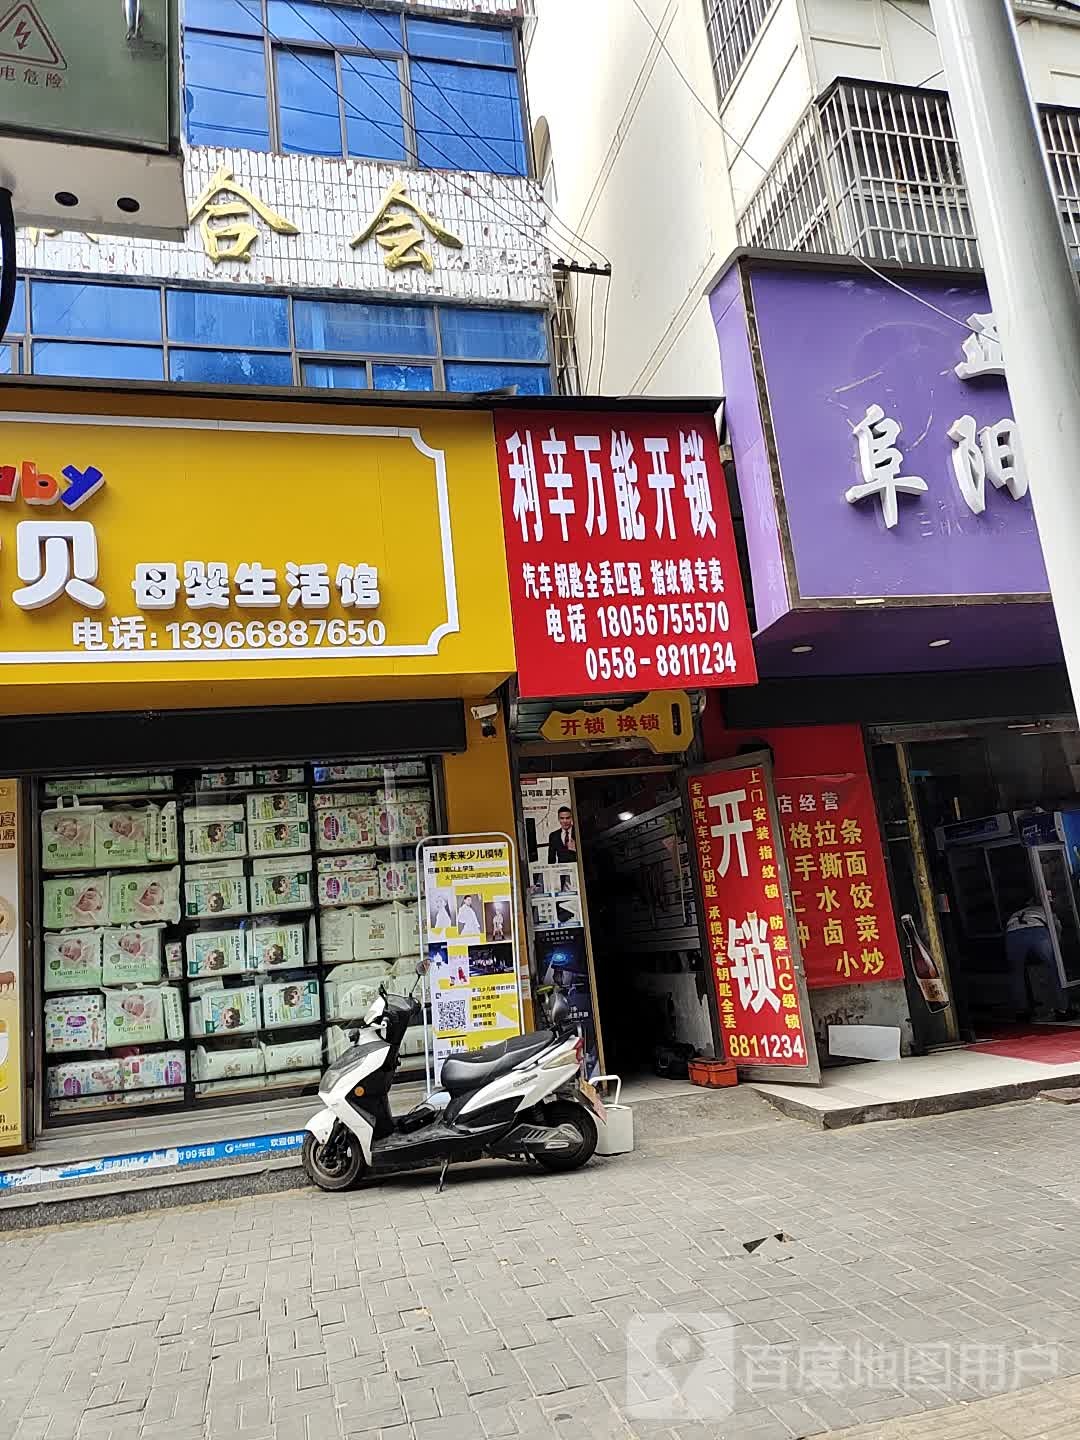 电危险
合会
aby
贝 母婴生活馆
电话:13966887650
利辛万能开锁
汽车钥匙全丢匹配 指纹锁专卖
电话 18056755570
0558-8811234
开锁 换锁
阜阳
上门安装指纹锁 防盗门C级锁
开锁
专配汽车芯片钥匙 承揽汽车钥匙全丢
8811234
店经营
格拉条
手撕面
水饺
卤菜
小炒
星秀未来少儿模特
百度地图用户